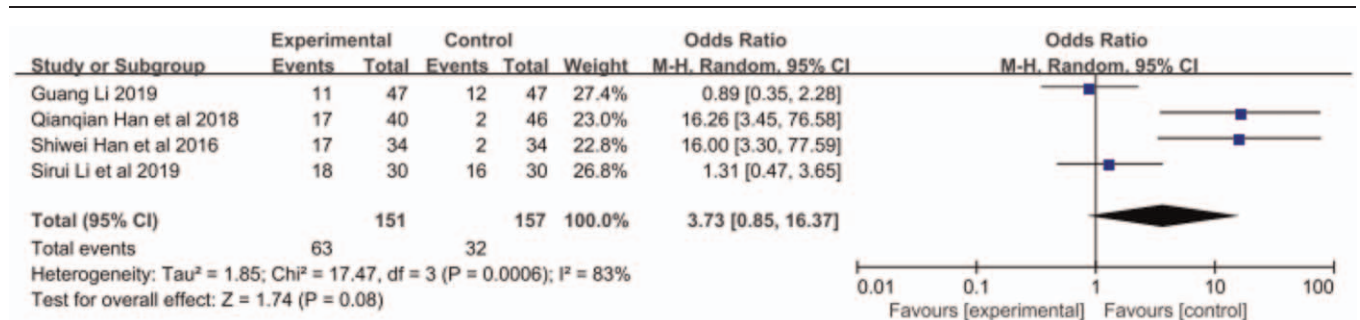 Experimental Control Odds Ratio Odds Ratio
Study or Subgroup Events Total Events Total Weight M-H, Random, 95% CI M-H, Random, 95% CI
Guang Li 2019 11 47 12 47 27.4% 0.89 [0.35, 2.28]
Qianqian Han et al 2018 17 40 2 46 23.0% 16.26 [3.45, 76.58]
Shiwei Han et al 2016 17 34 2 34 22.8% 16.00 [3.30, 77.59]
Sirui Li et al 2019 18 30 16 30 26.8% 1.31 [0.47, 3.65]
Total (95% CI) 151 157 100.0% 3.73 [0.85, 16.37]
Total events 63 32
Heterogeneity: Tau² = 1.85; Chi² = 17.47, df = 3 (P = 0.0006); I² = 83%
Test for overall effect: Z = 1.74 (P = 0.08)
0.01 0.1 1 10 100
Favours [experimental] Favours [control]